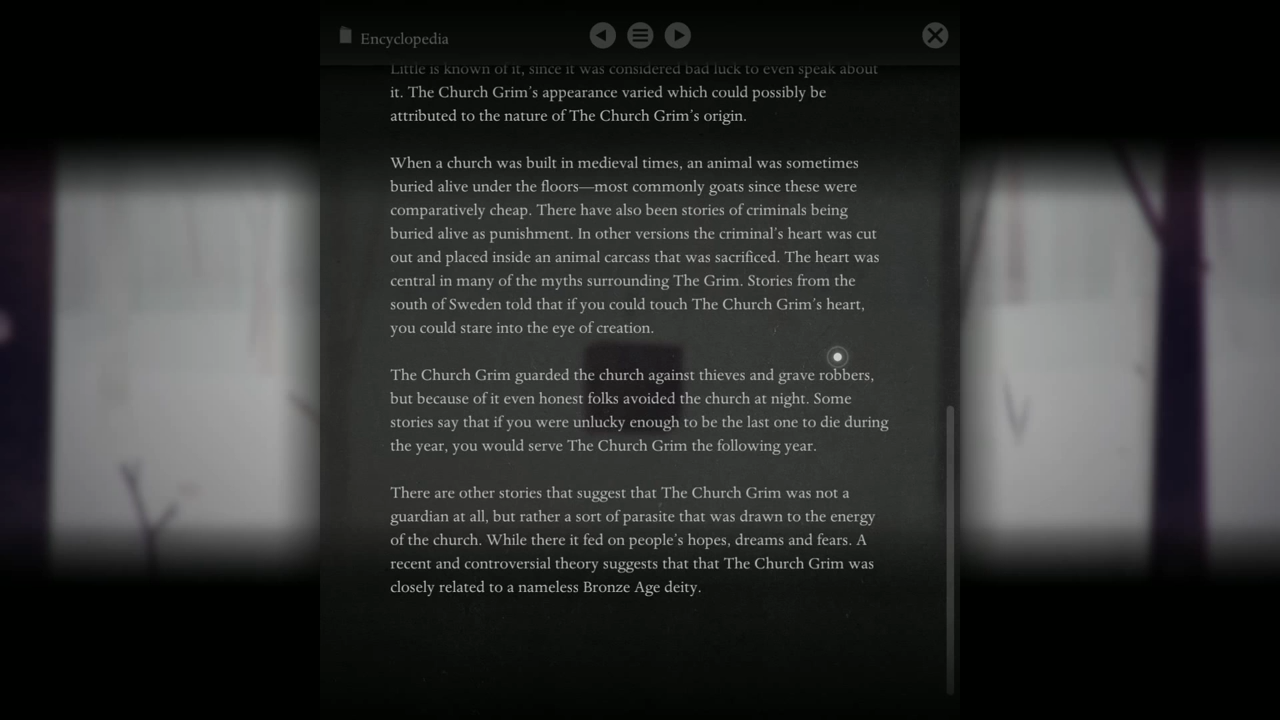 Encyclopedia
Little is known of it, since it was considered bad luck to even speak about
it. The Church Grim's appearance varied which could possibly be
attributed to the nature of The Church Grim's origin.
When a church was built in medieval times, an animal was sometimes
buried alive under the floors—most commonly goats since these were
comparatively cheap. There have also been stories of criminals being
buried alive as punishment. In other versions the criminal's heart was cut
out and placed inside an animal carcass that was sacrificed. The heart was
central in many of the myths surrounding The Grim. Stories from the
south of Sweden told that if you could touch The Church Grim's heart,
you could stare into the eye of creation.
The Church Grim guarded the church against thieves and grave robbers,
but because of it even honest folks avoided the church at night. Some
stories say that if you were unlucky enough to be the last one to die during
the year, you would serve The Church Grim the following year.
There are other stories that suggest that The Church Grim was not a
guardian at all, but rather a sort of parasite that was drawn to the energy
of the church. While there it fed on people's hopes, dreams and fears. A
recent and controversial theory suggests that that The Church Grim was
closely related to a nameless Bronze Age deity.